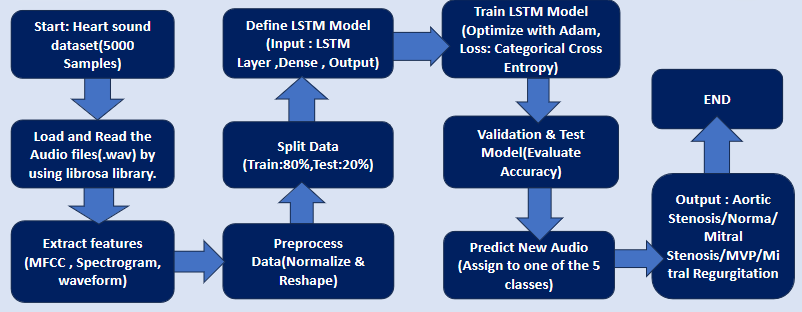 Start: Heart sound
dataset(5000
Samples)
Load and Read the
Audio files(.wav) by
using librosa library.
Extract features
(MFCC , Spectrogram,
waveform)
Preprocess
Data(Normalize &
Reshape)
Split Data
(Train:80%,Test:20%)
Define LSTM Model
(Input : LSTM
Layer ,Dense , Output)
Train LSTM Model
(Optimize with Adam,
Loss: Categorical Cross
Entropy)
Validation & Test
Model(Evaluate
Accuracy)
Predict New Audio
(Assign to one of the 5
classes)
Output : Aortic
Stenosis/Norma/
Mitral
Stenosis/MVP/Mi
tral Regurgitation
END